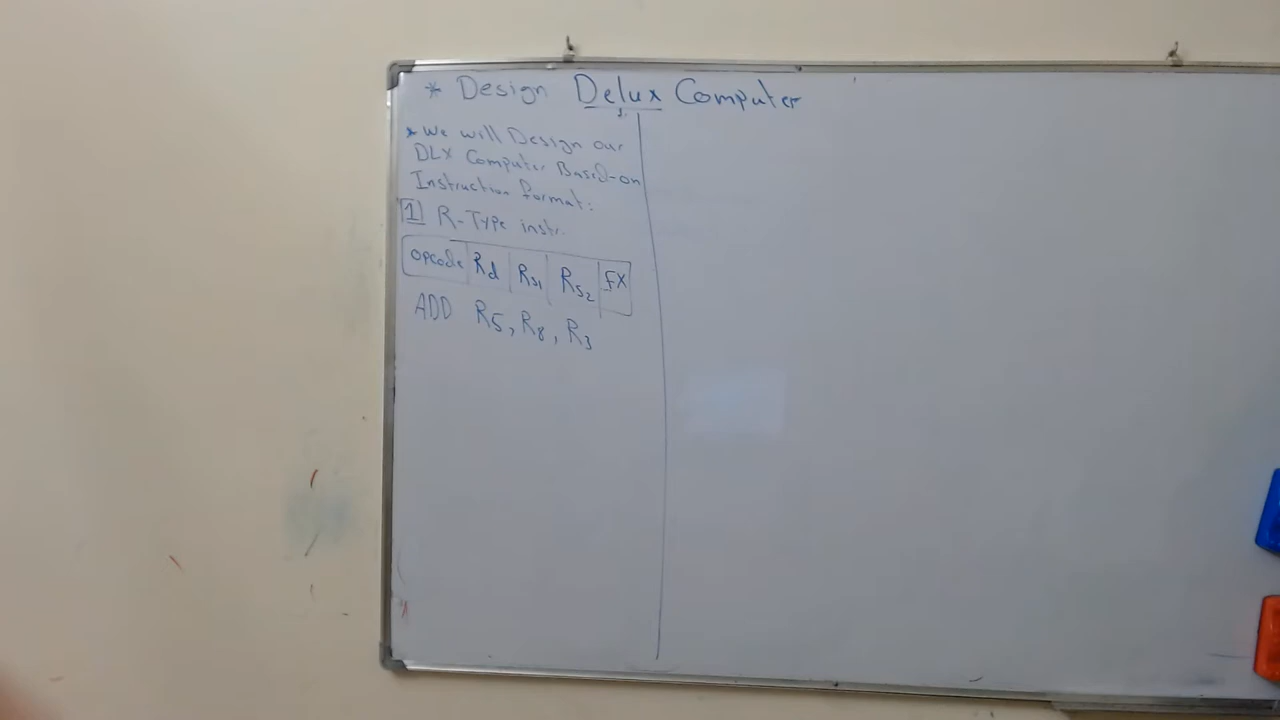 * Design Delux Computer
* We will Design our
DLX Computer Based-on
Instruction format:
1 R-Type instr.
opcode Rd Rs1 Rs2 fX
ADD R5, R8, R3